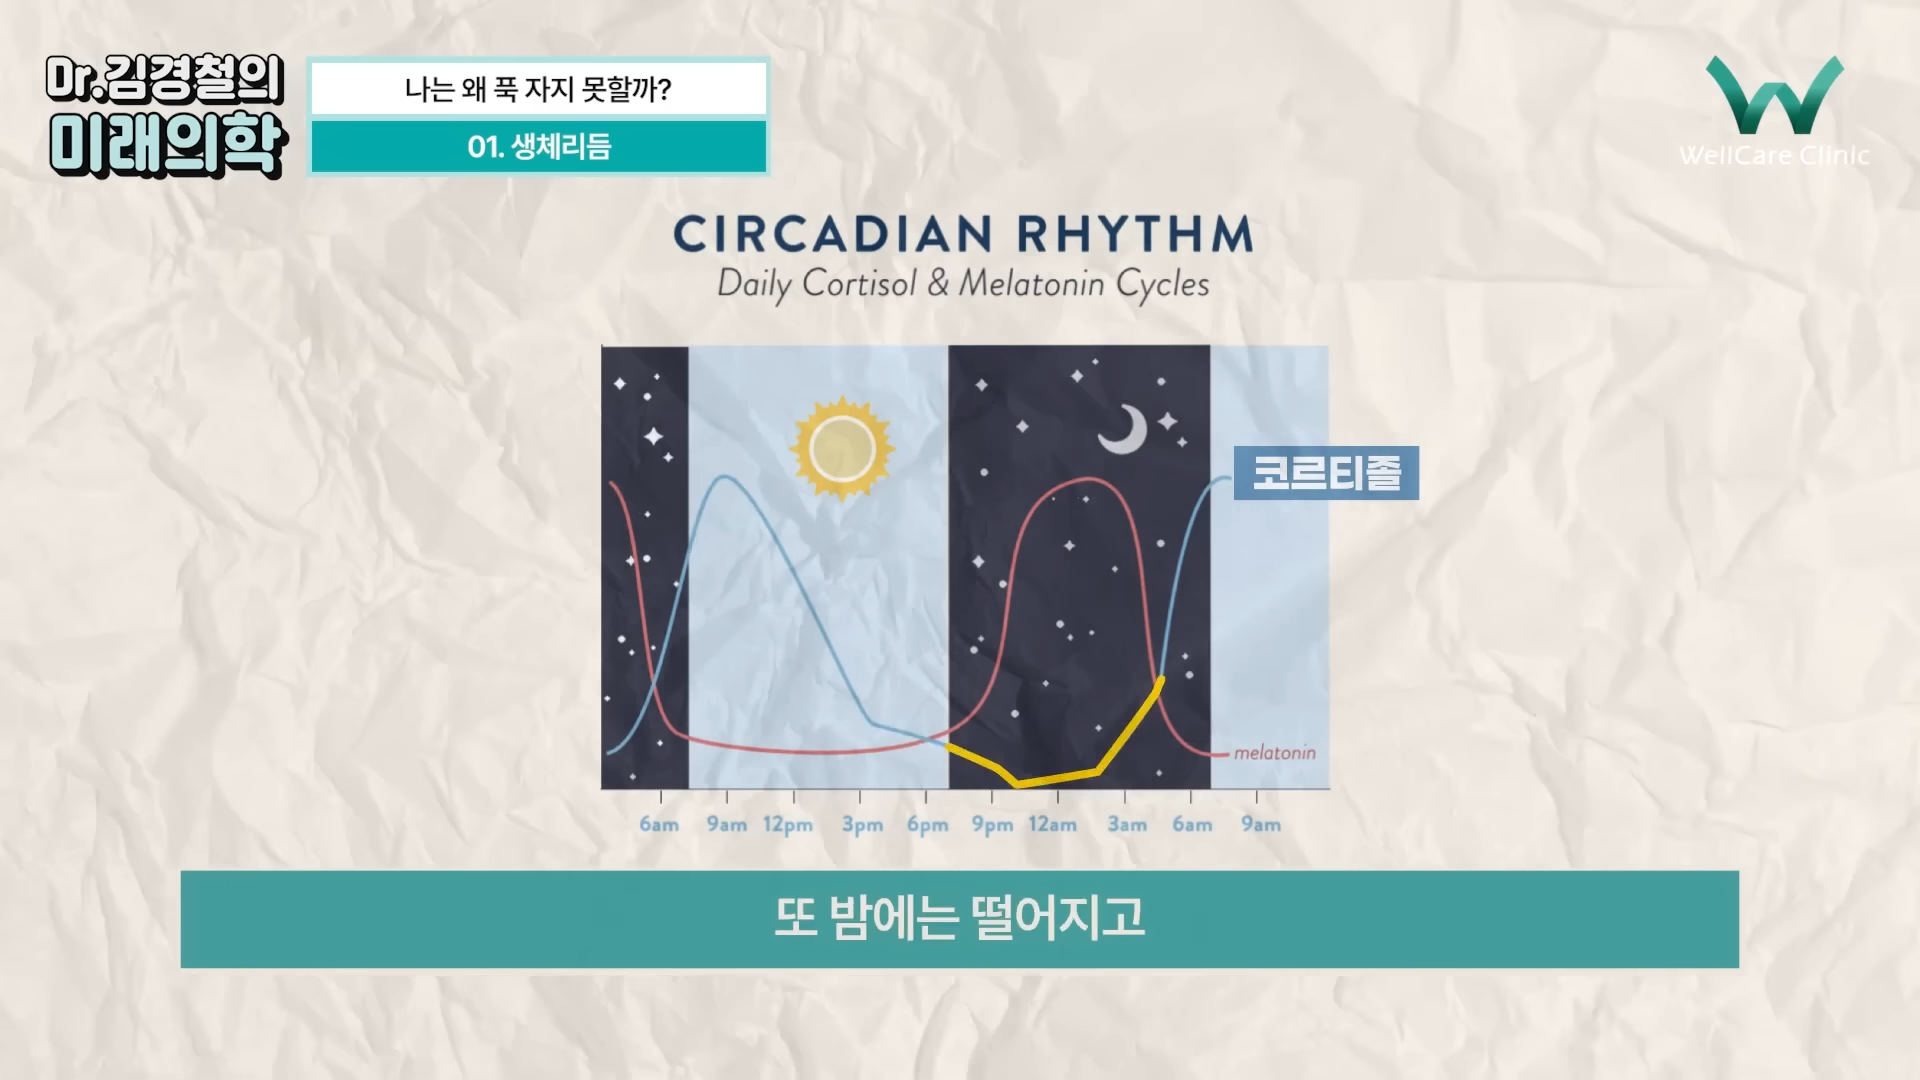 Dr.김경철의
미래의학
나는 왜 푹 자지 못할까?
01. 생체리듬
WellCare Clinic
CIRCADIAN RHYTHM
Daily Cortisol & Melatonin Cycles
코르티졸
melatonin
6am 9am 12pm 3pm 6pm 9pm 12am 3am 6am 9am
또 밤에는 떨어지고